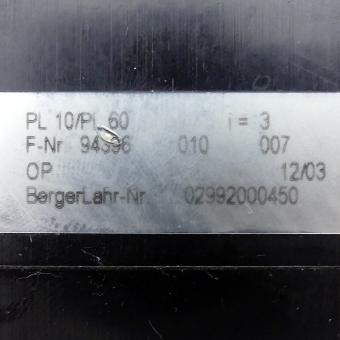 PL 10/PL 60 i = 3
F-Nr 94396 010 007
OP 12/03
BergerLahr-Nr 02992000450